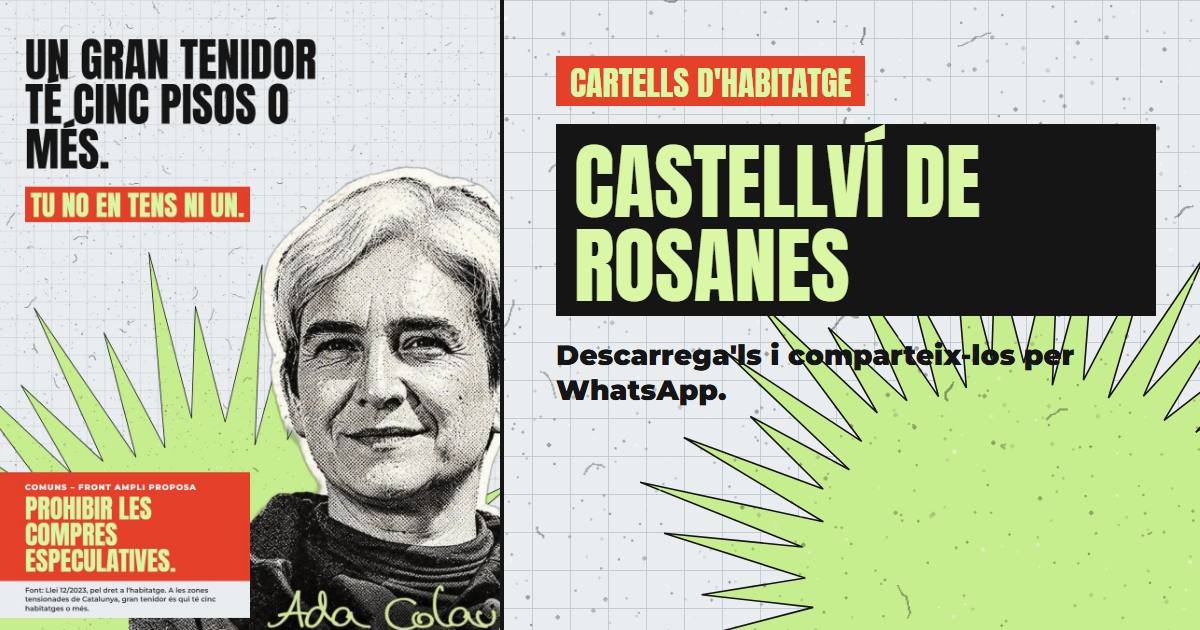 UN GRAN TENIDOR
TÉ CINC PISOS O
MÉS.
TU NO EN TENS NI UN.
COMUNS – FRONT AMPLI PROPOSA
PROHIBIR LES
COMPRES
ESPECULATIVES.
Font: Llei 12/2023, pel dret a l'habitatge. A les zones
tensionades de Catalunya, gran tenidor és qui té cinc
habitatges o més.
Ada Colau
CARTELLS D'HABITATGE
CASTELLVÍ DE
ROSANES
Descarrega'ls i comparteix-los per
WhatsApp.